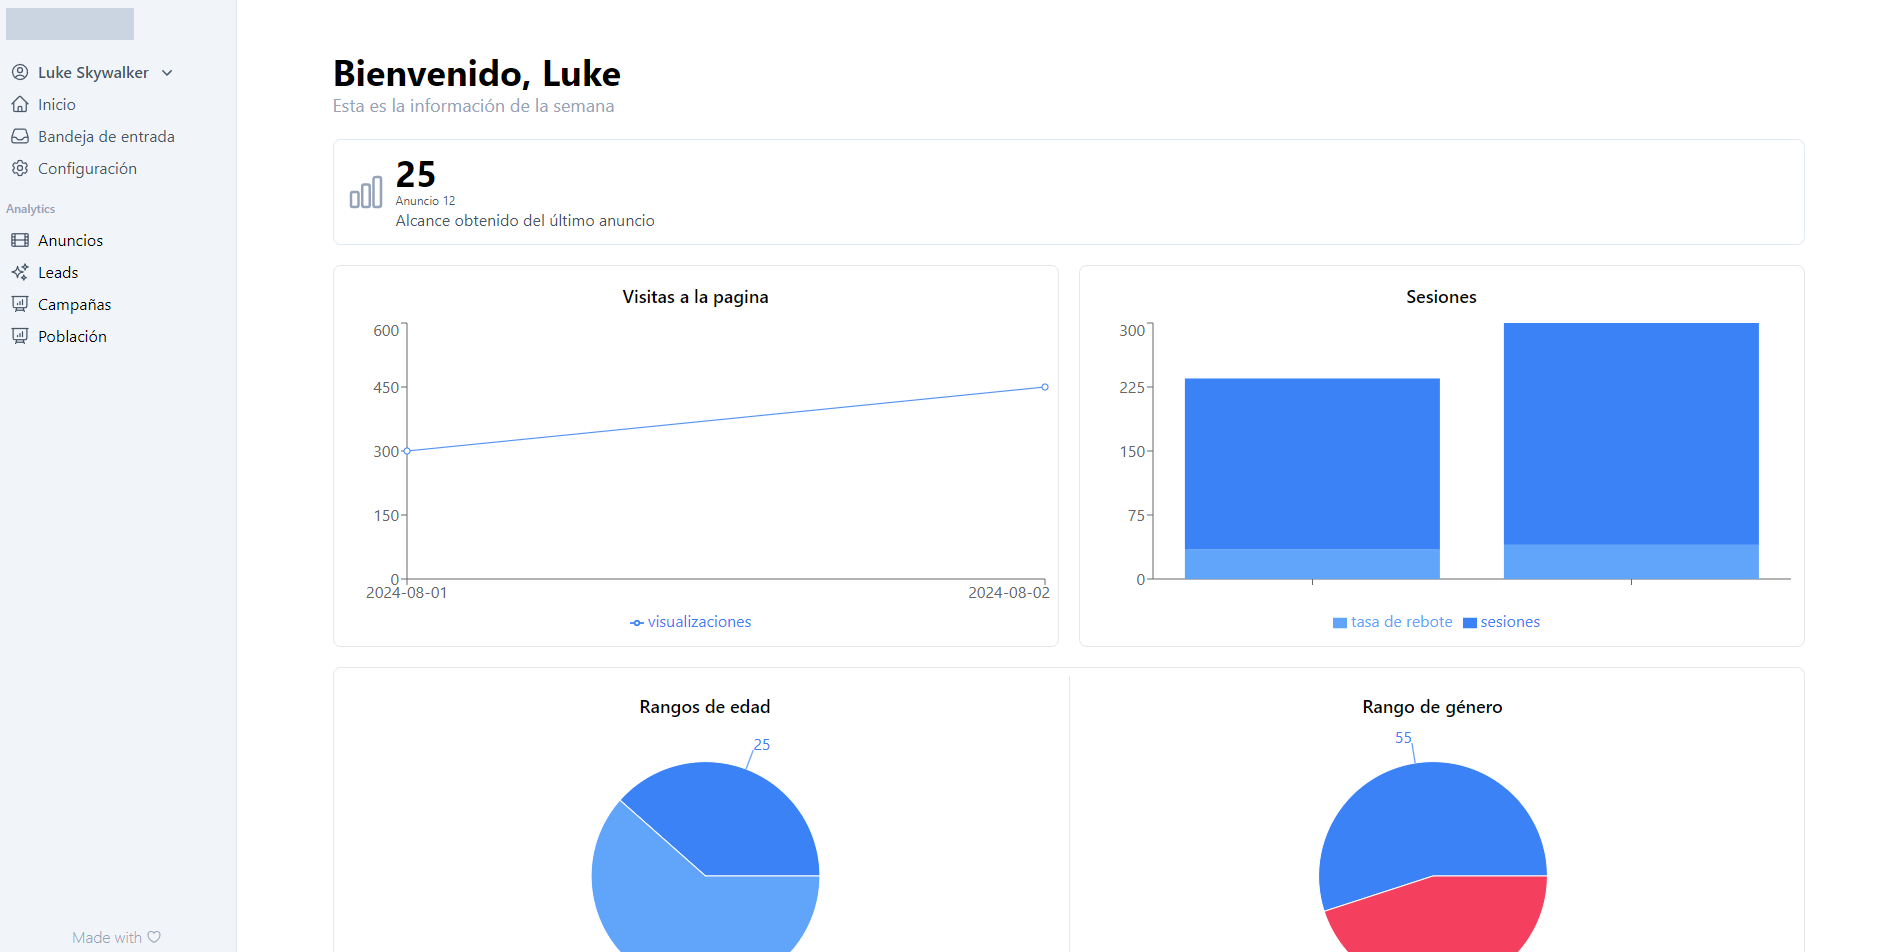 Luke Skywalker
Inicio
Bandeja de entrada
Configuración
Analytics
Anuncios
Leads
Campañas
Población
Made with
Bienvenido, Luke
Esta es la información de la semana
25
Anuncio 12
Alcance obtenido del último anuncio
Visitas a la pagina
600
450
300
150
0
2024-08-01 2024-08-02
visualizaciones
Sesiones
300
225
150
75
0
tasa de rebote sesiones
Rangos de edad
25
Rango de género
55